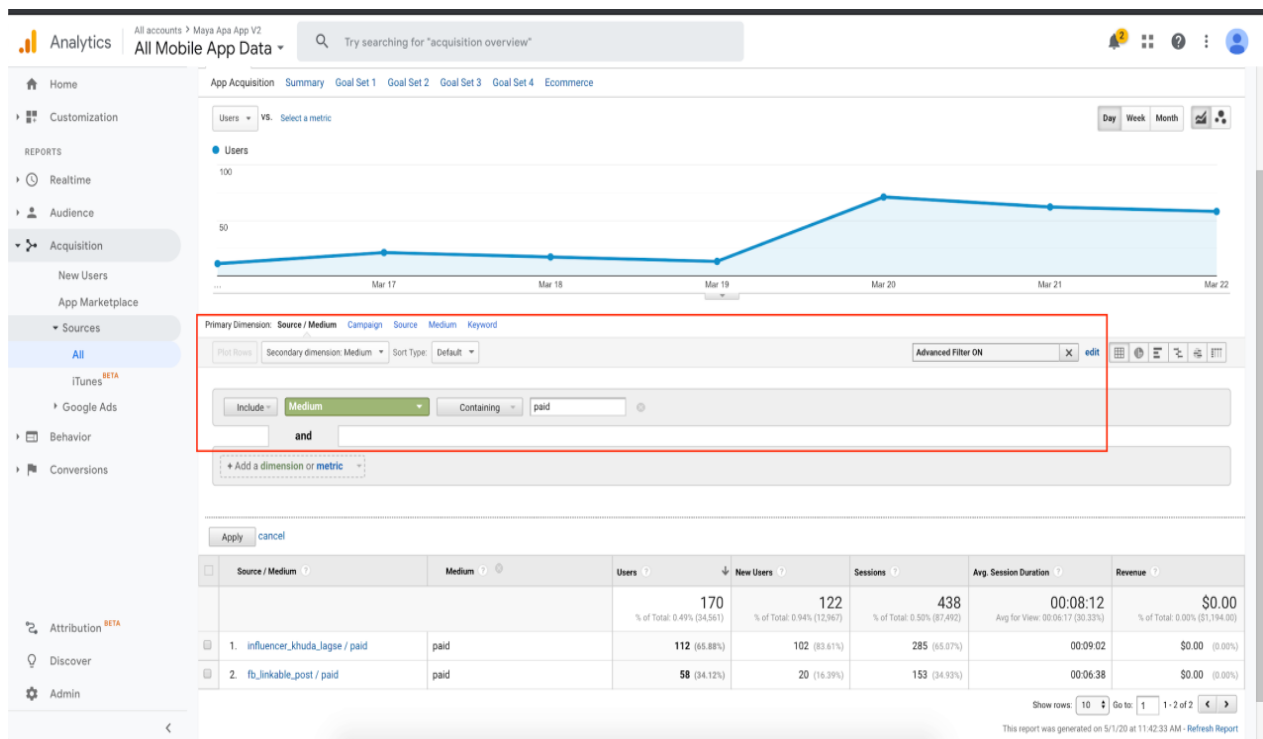 All accounts > Maya Apa App V2
Analytics All Mobile App Data Try searching for "acquisition overview" 2
Home
Customization
REPORTS
Realtime
Audience
Acquisition
New Users
App Marketplace
Sources
All
iTunes BETA
Google Ads
Behavior
Conversions
Attribution BETA
Discover
Admin
App Acquisition Summary Goal Set 1 Goal Set 2 Goal Set 3 Goal Set 4 Ecommerce
Users VS. Select a metric Day Week Month
Users
100
50
... Mar 17 Mar 18 Mar 19 Mar 20 Mar 21 Mar 22
Primary Dimension: Source / Medium Campaign Source Medium Keyword
Plot Rows Secondary dimension: Medium Sort Type: Default Advanced Filter ON X edit
Include Medium Containing paid
and
+ Add a dimension or metric
Apply cancel
Source / Medium ? Medium ? Users ? New Users ? Sessions ? Avg. Session Duration ? Revenue ?
170 122 438 00:08:12 $0.00
% of Total: 0.49% (34,561) % of Total: 0.94% (12,967) % of Total: 0.50% (87,492) Avg for View: 00:06:17 (30.33%) % of Total: 0.00% ($1,194.00)
1. influencer_khuda_lagse / paid paid 112 (65.88%) 102 (83.61%) 285 (65.07%) 00:09:02 $0.00 (0.00%)
2. fb_linkable_post / paid paid 58 (34.12%) 20 (16.39%) 153 (34.93%) 00:06:38 $0.00 (0.00%)
Show rows: 10 Go to: 1 1 - 2 of 2
This report was generated on 5/1/20 at 11:42:33 AM - Refresh Report